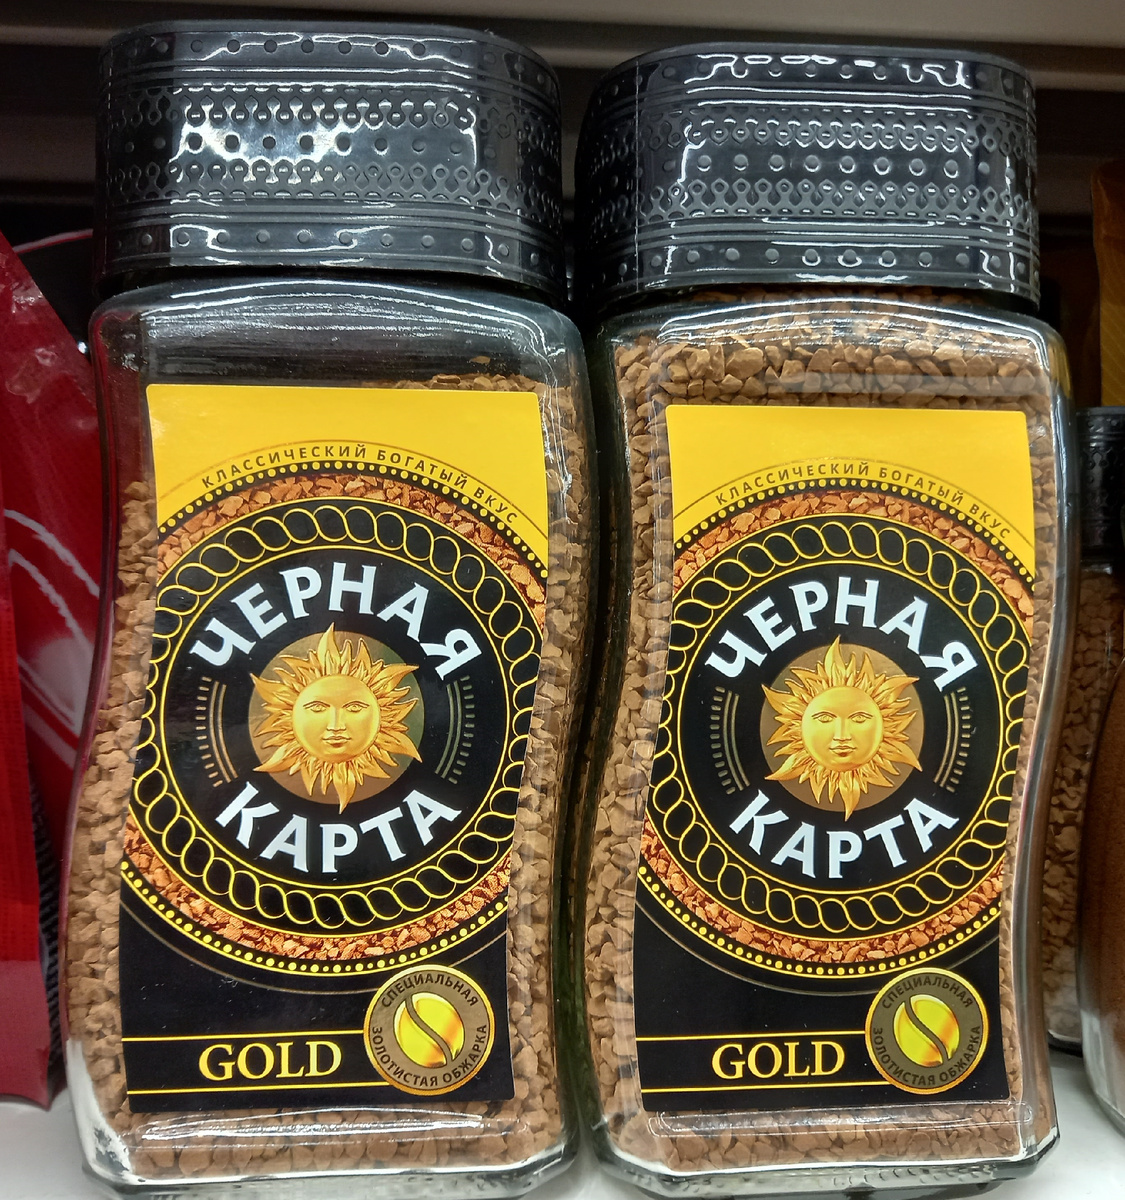 КЛАССИЧЕСКИЙ БОГАТЫЙ ВКУС
ЧЕРНАЯ
КАРТА
GOLD
СПЕЦИАЛЬНАЯ
ЗОЛОТИСТАЯ ОБЖАРКА
КЛАССИЧЕСКИЙ БОГАТЫЙ ВКУС
ЧЕРНАЯ
КАРТА
GOLD
СПЕЦИАЛЬНАЯ
ЗОЛОТИСТАЯ ОБЖАРКА